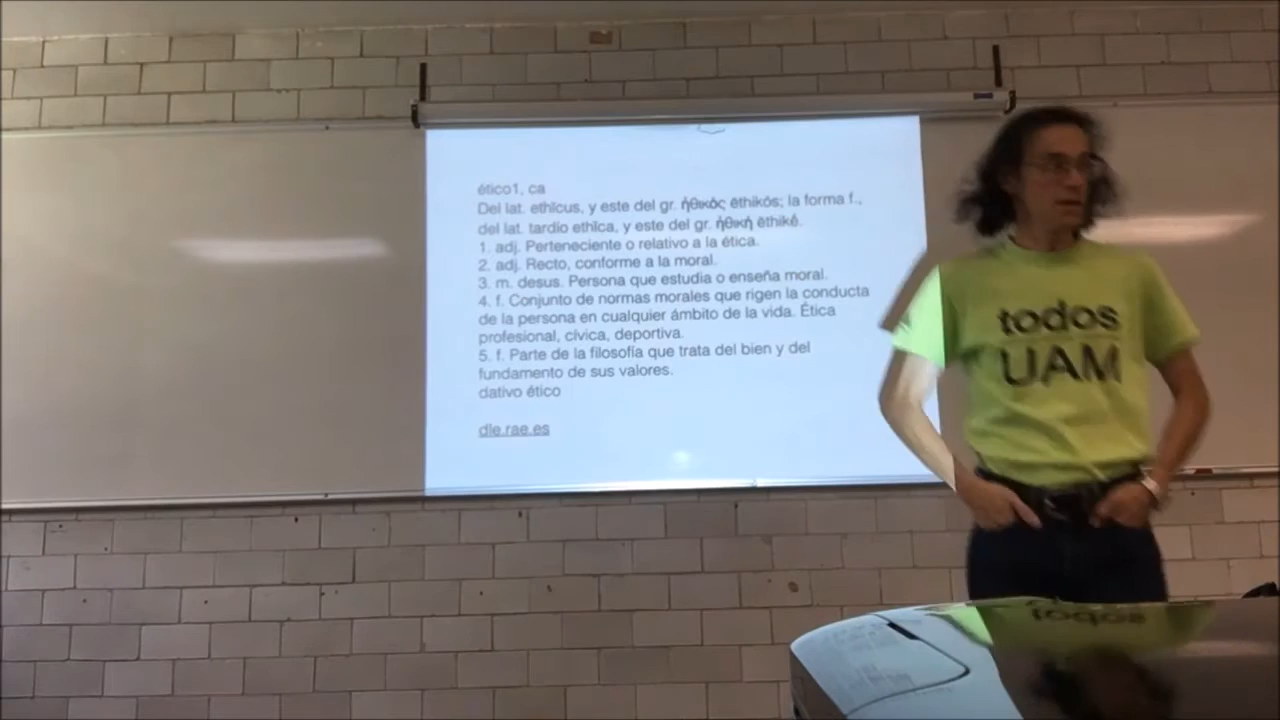 ético1, ca
Del lat. ethĭcus, y este del gr. ἠθικός ēthikós; la forma f.,
del lat. tardío ethĭca, y este del gr. ἠθική ēthikḗ.
1. adj. Perteneciente o relativo a la ética.
2. adj. Recto, conforme a la moral.
3. m. desus. Persona que estudia o enseña moral.
4. f. Conjunto de normas morales que rigen la conducta
de la persona en cualquier ámbito de la vida. Ética
profesional, cívica, deportiva.
5. f. Parte de la filosofía que trata del bien y del
fundamento de sus valores.
dativo ético
dle.rae.es
todos
UAM